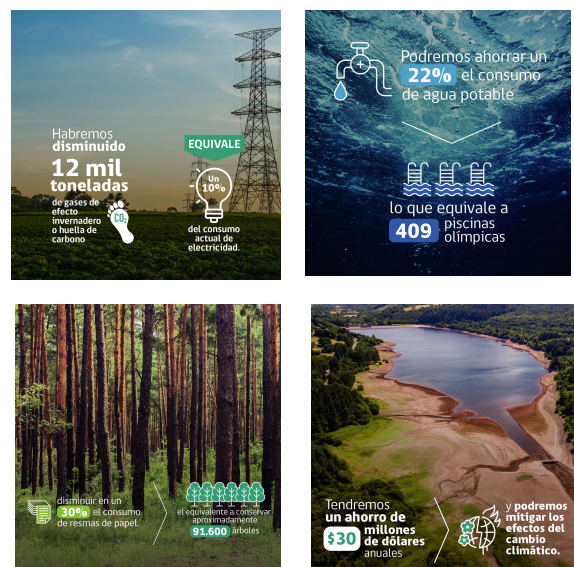 Habremos
disminuido
12 mil
toneladas
de gases de
efecto
invernadero
o huella de
carbono
CO₂
EQUIVALE
Un
10%
del consumo
actual de
electricidad.
Podremos ahorrar un
22% el consumo
de agua potable
lo que equivale a
409 piscinas
olímpicas
disminuir en un
30% el consumo
de resmas de papel.
el equivalente a conservar
aproximadamente
91.600 árboles
Tendremos
un ahorro de
$30 millones
de dólares
anuales
y podremos
mitigar los
efectos del
cambio
climático.